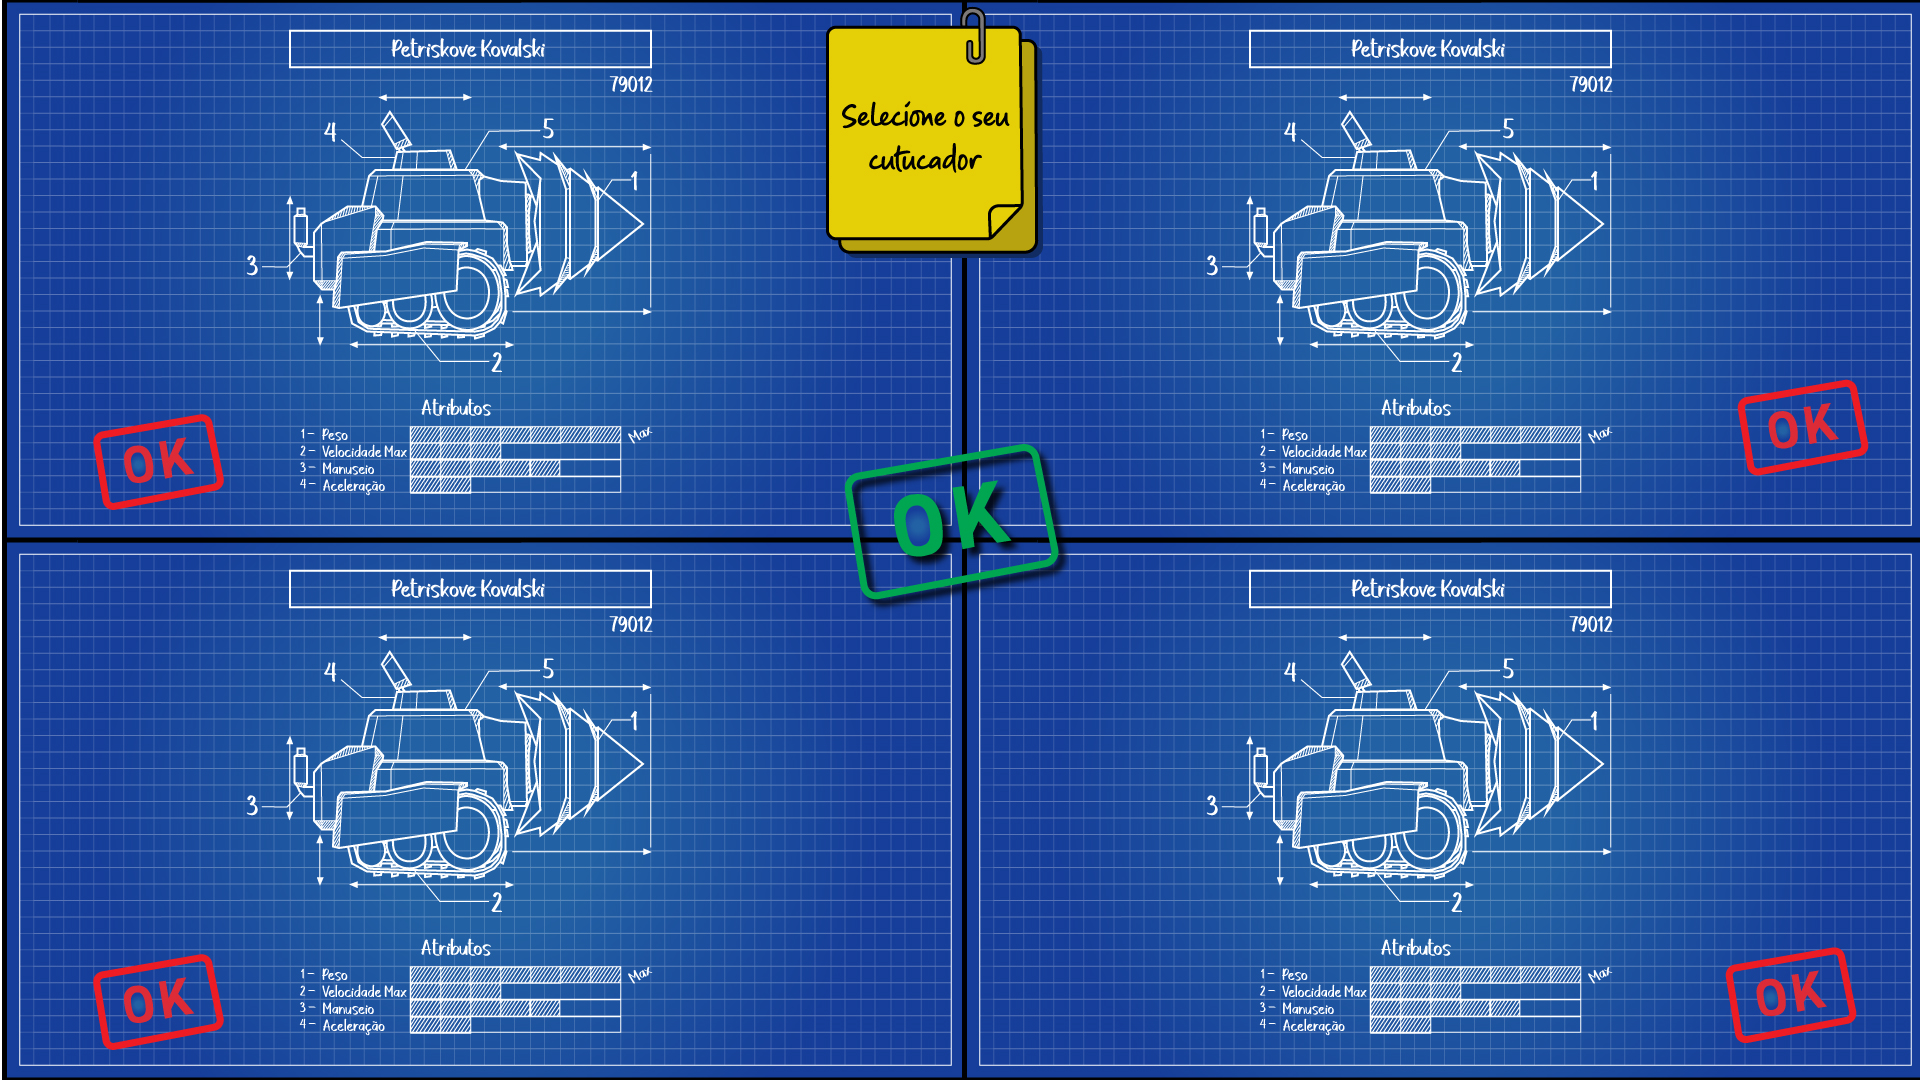 Petriskove Kovalski
79012
4
5
1
3
2
Atributos
1 - Peso
Max
2 - Velocidade Max
3 - Manuseio
4 - Aceleração
OK
Selecione o seu
cutucador
Petriskove Kovalski
79012
4
5
1
3
2
Atributos
1 - Peso
Max
2 - Velocidade Max
3 - Manuseio
4 - Aceleração
OK
OK
Petriskove Kovalski
79012
4
5
1
3
2
Atributos
1 - Peso
Max
2 - Velocidade Max
3 - Manuseio
4 - Aceleração
OK
Petriskove Kovalski
79012
4
5
1
3
2
Atributos
1 - Peso
Max
2 - Velocidade Max
3 - Manuseio
4 - Aceleração
OK